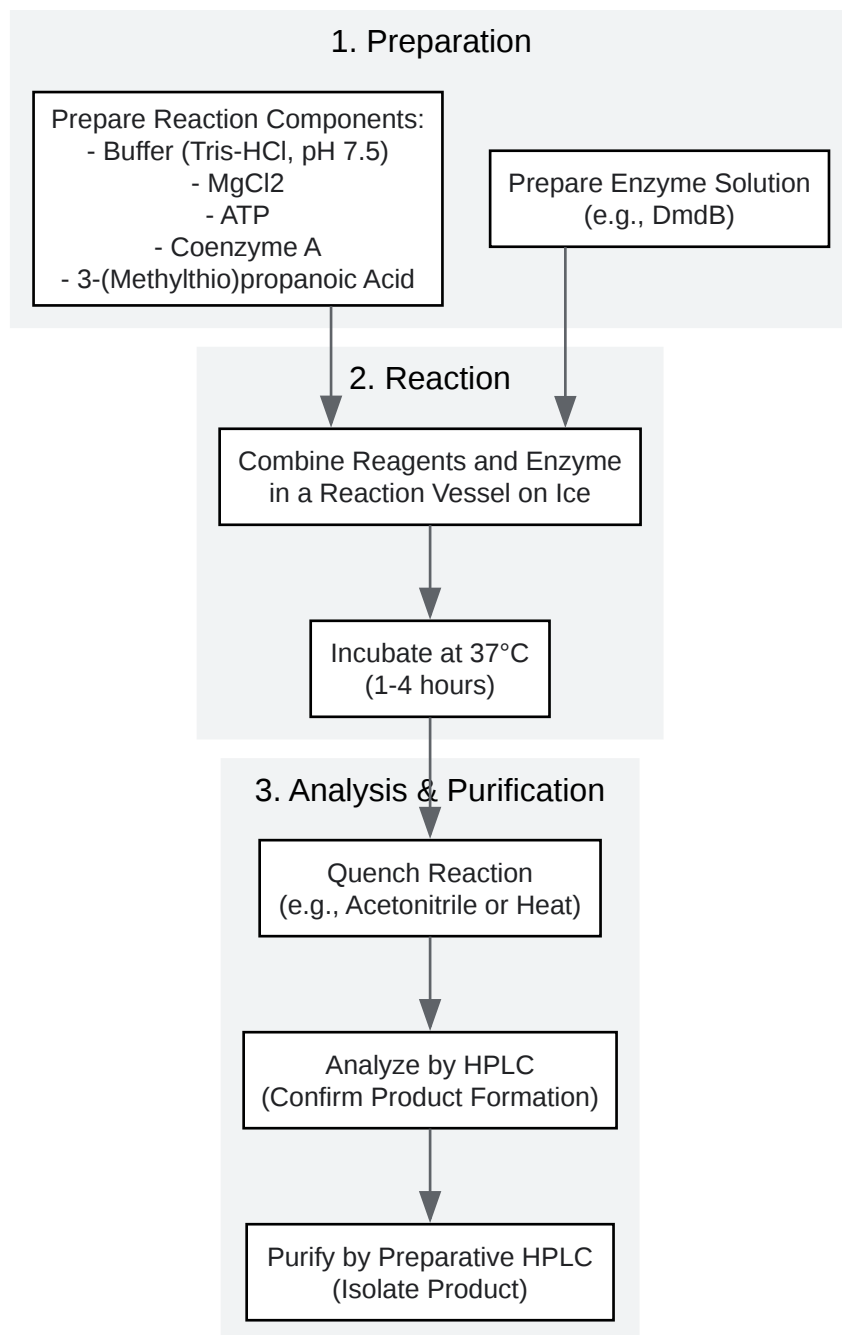 1. Preparation
Prepare Reaction Components:
- Buffer (Tris-HCl, pH 7.5)
- MgCl2
- ATP
- Coenzyme A
- 3-(Methylthio)propanoic Acid
Prepare Enzyme Solution
(e.g., DmdB)
2. Reaction
Combine Reagents and Enzyme
in a Reaction Vessel on Ice
Incubate at 37°C
(1-4 hours)
3. Analysis & Purification
Quench Reaction
(e.g., Acetonitrile or Heat)
Analyze by HPLC
(Confirm Product Formation)
Purify by Preparative HPLC
(Isolate Product)